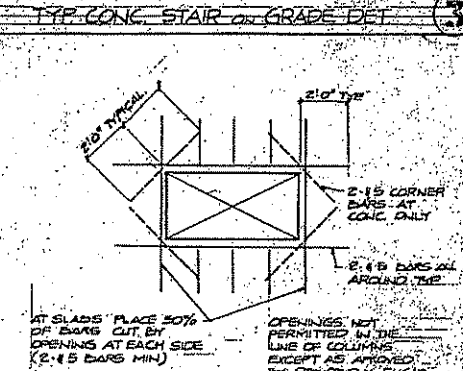 TYP CONC. STAIR ON GRADE DET
3
2'0" TYPICAL
2'0" TYP
2-#5 CORNER
BARS AT
CONC ONLY
2-#5 BARS ALL
AROUND TYP
AT SLABS PLACE 50%
OF BARS CUT BY
OPENING AT EACH SIDE
(2-#5 BARS MIN)
OPENINGS NOT
PERMITTED IN THE
LINE OF COLUMNS
EXCEPT AS